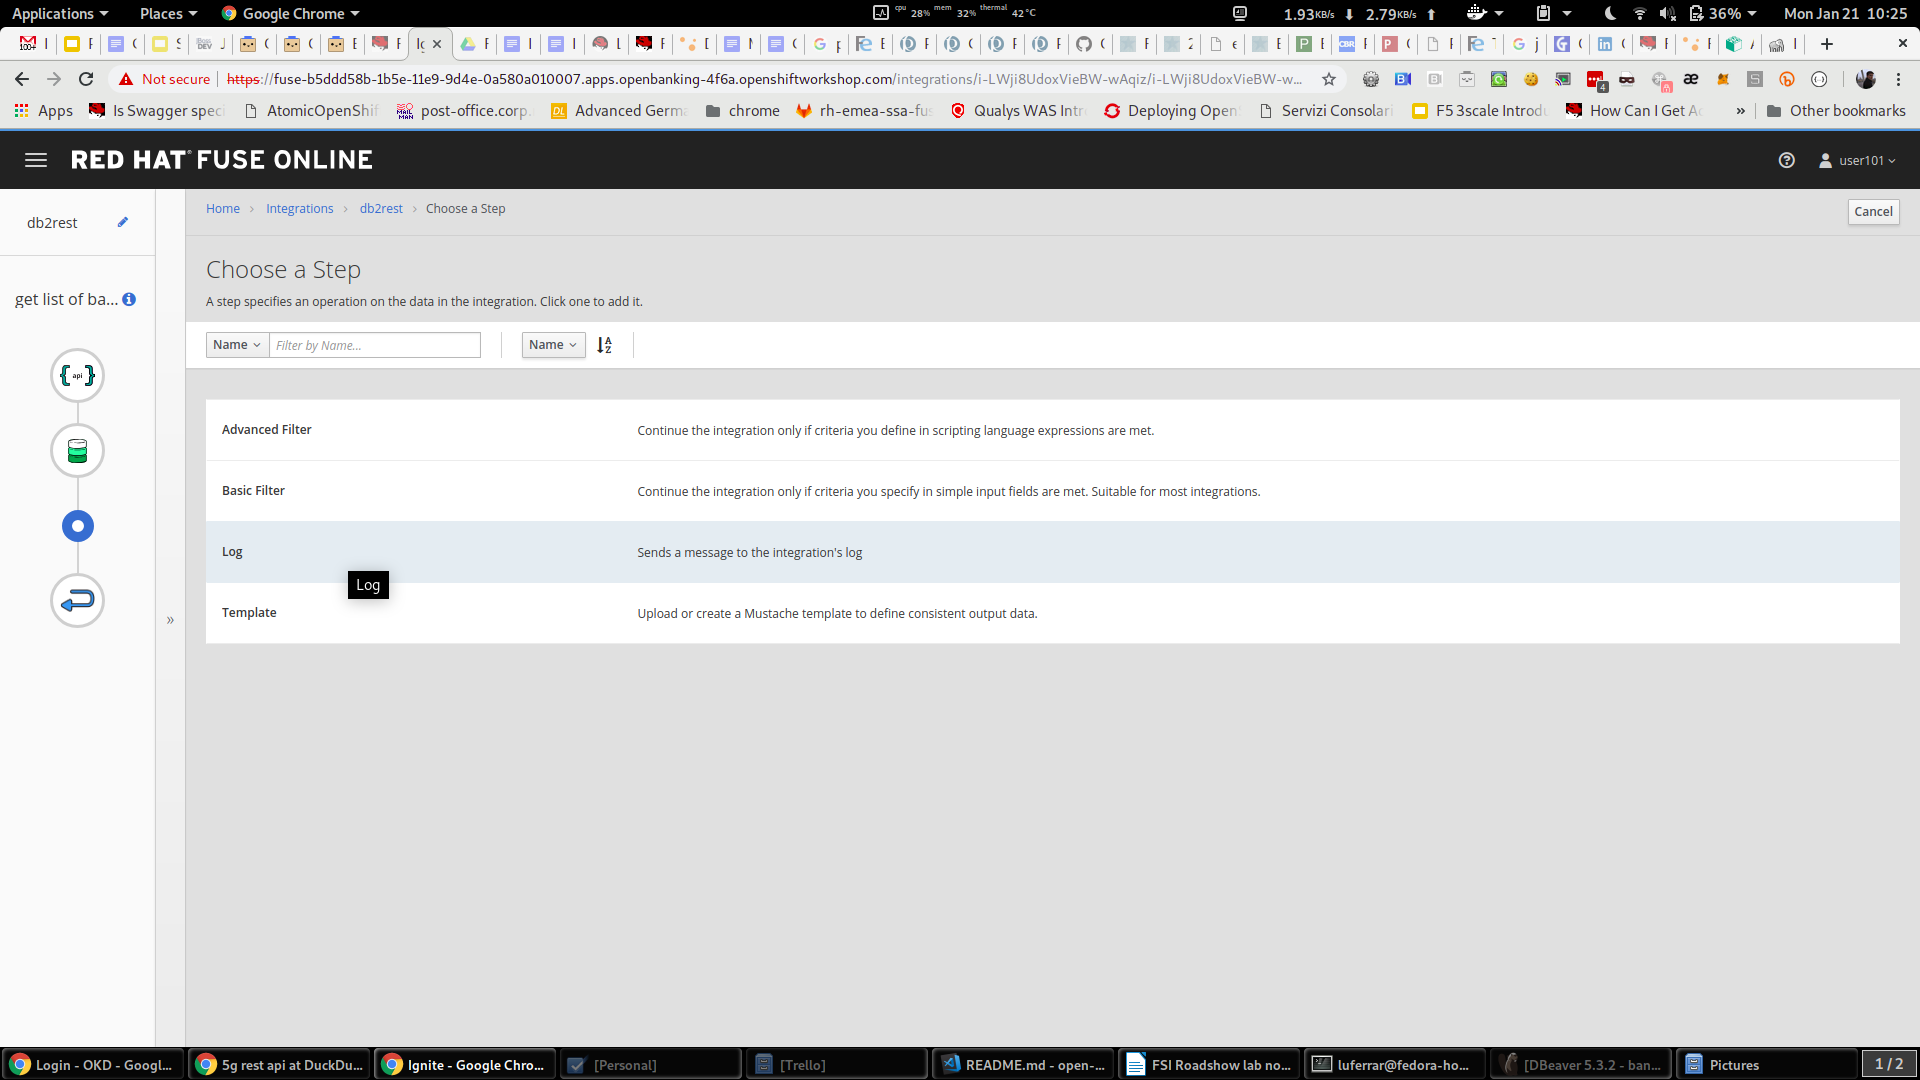 Applications Places Google Chrome cpu 28% mem 32% thermal 42°C 1.93KB/s 2.79KB/s 36% Mon Jan 21 10:25
Not secure https://fuse-b5ddd58b-1b5e-11e9-9d4e-0a580a010007.apps.openbanking-4f6a.openshiftworkshop.com/integrations/i-LWji8UdoxVieBW-wAqiz/i-LWji8UdoxVieBW-w...
Apps Is Swagger spec AtomicOpenShif post-office.corp. Advanced Germa chrome rh-emea-ssa-fus Qualys WAS Intr Deploying Open Servizi Consolari F5 3scale Introdu How Can I Get Ac » Other bookmarks
RED HAT FUSE ONLINE user101
db2rest
Home Integrations db2rest Choose a Step
Cancel
get list of ba...
api
»
Choose a Step
A step specifies an operation on the data in the integration. Click one to add it.
Name Filter by Name... Name
Advanced Filter Continue the integration only if criteria you define in scripting language expressions are met.
Basic Filter Continue the integration only if criteria you specify in simple input fields are met. Suitable for most integrations.
Log Sends a message to the integration's log
Log
Template Upload or create a Mustache template to define consistent output data.
Login - OKD - Googl... 5g rest api at DuckDu... Ignite - Google Chro... [Personal] [Trello] README.md - open-... FSI Roadshow lab no... luferrar@fedora-ho... [DBeaver 5.3.2 - ban... Pictures 1 / 2